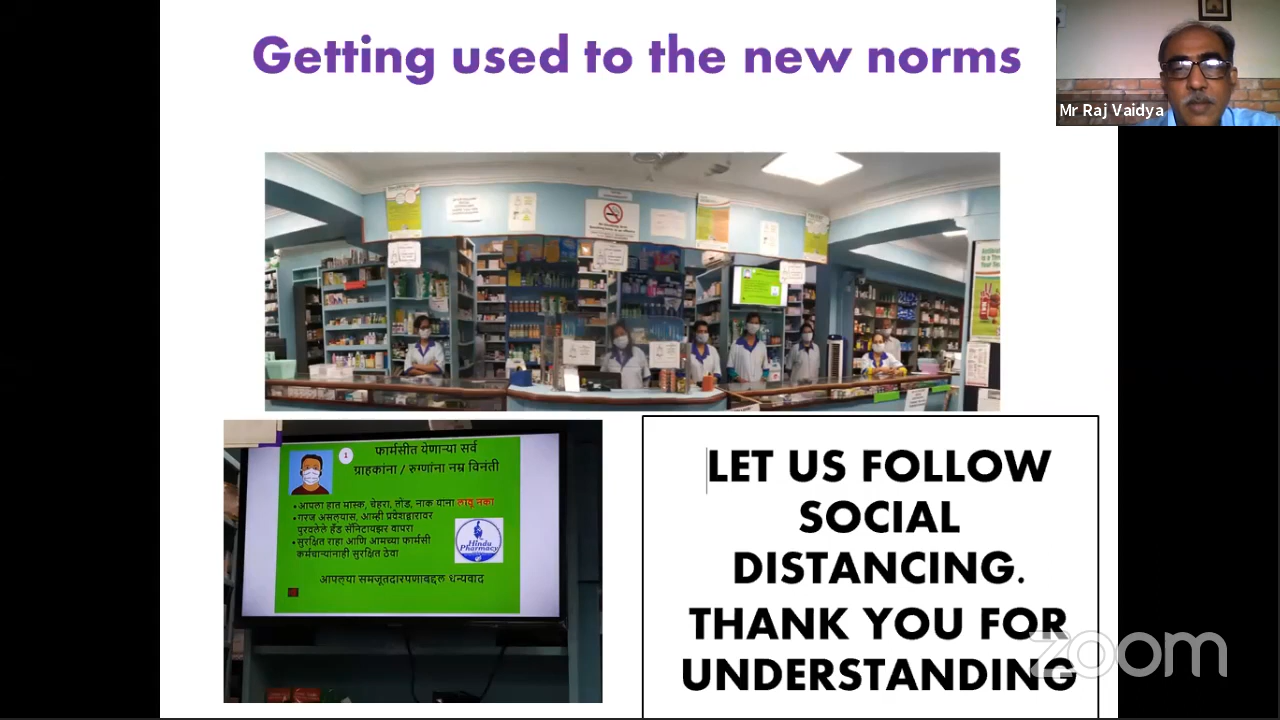 Getting used to the new norms
Mr Raj Vaidya
1
फार्मसीत येणाऱ्या सर्व
ग्राहकांना / रुग्णांना नम्र विनंती
• आपला हात मास्क, चेहरा, तोंड, नाक यांना लावू नका
• गरज असल्यास, आम्ही प्रवेशद्वारावर
पुरवलेले हँड सॅनिटायझर वापरा
• सुरक्षित राहा आणि आमच्या फार्मसी
कर्मचाऱ्यांनाही सुरक्षित ठेवा
Hindu
Pharmacy
आपल्या समजूतदारपणाबद्दल धन्यवाद
LET US FOLLOW
SOCIAL
DISTANCING.
THANK YOU FOR
UNDERSTANDING
zoom